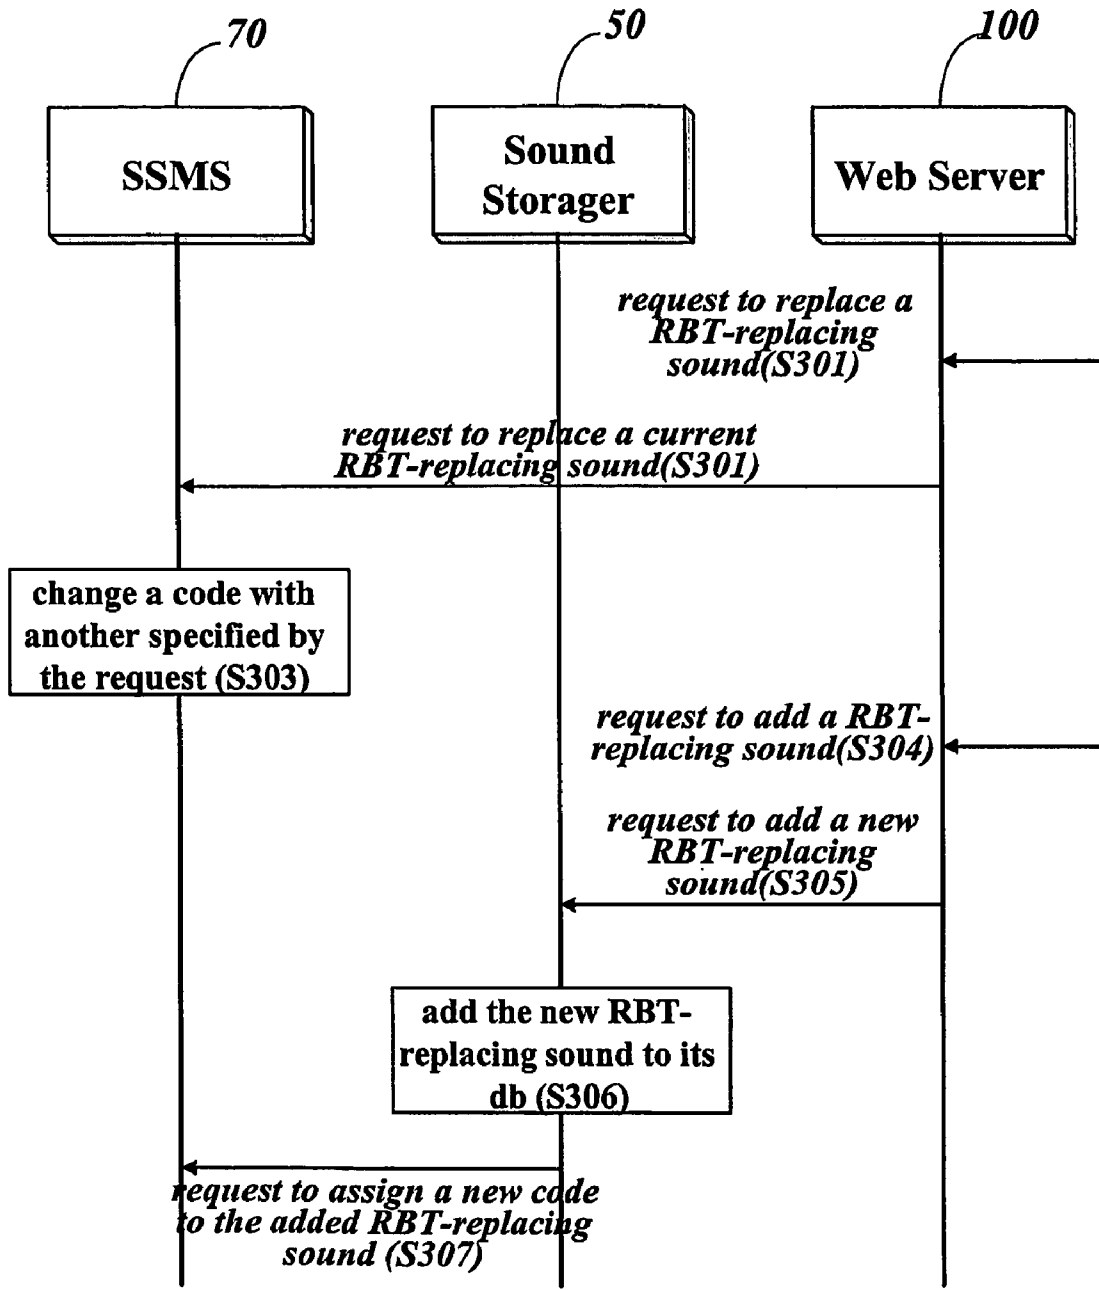 70
50
100
SSMS
Sound
Storager
Web Server
request to replace a
RBT-replacing
sound(S301)
request to replace a current
RBT-replacing sound(S301)
change a code with
another specified by
the request (S303)
request to add a RBT-
replacing sound(S304)
request to add a new
RBT-replacing
sound(S305)
add the new RBT-
replacing sound to its
db (S306)
request to assign a new code
to the added RBT-replacing
sound (S307)